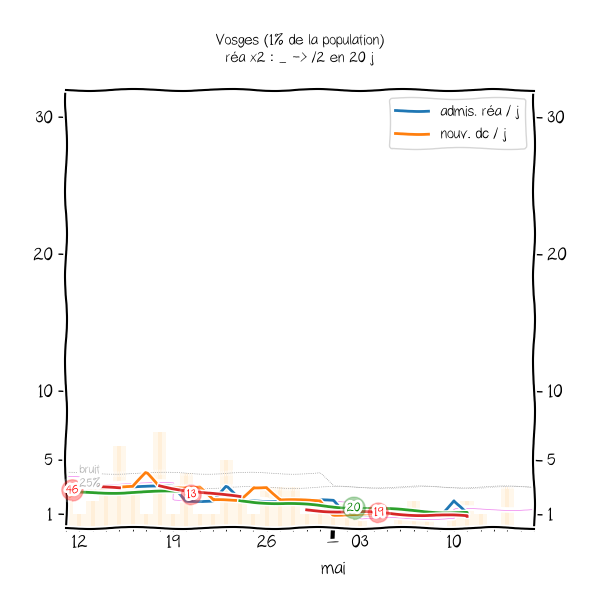 Vosges (1% de la population)
réa x2 : _ -> /2 en 20 j
admis. réa / j
nouv. dc / j
30 30
20 20
10 10
5 5
1 1
bruit
25%
46 13 20 19
12 19 26 03 10
mai